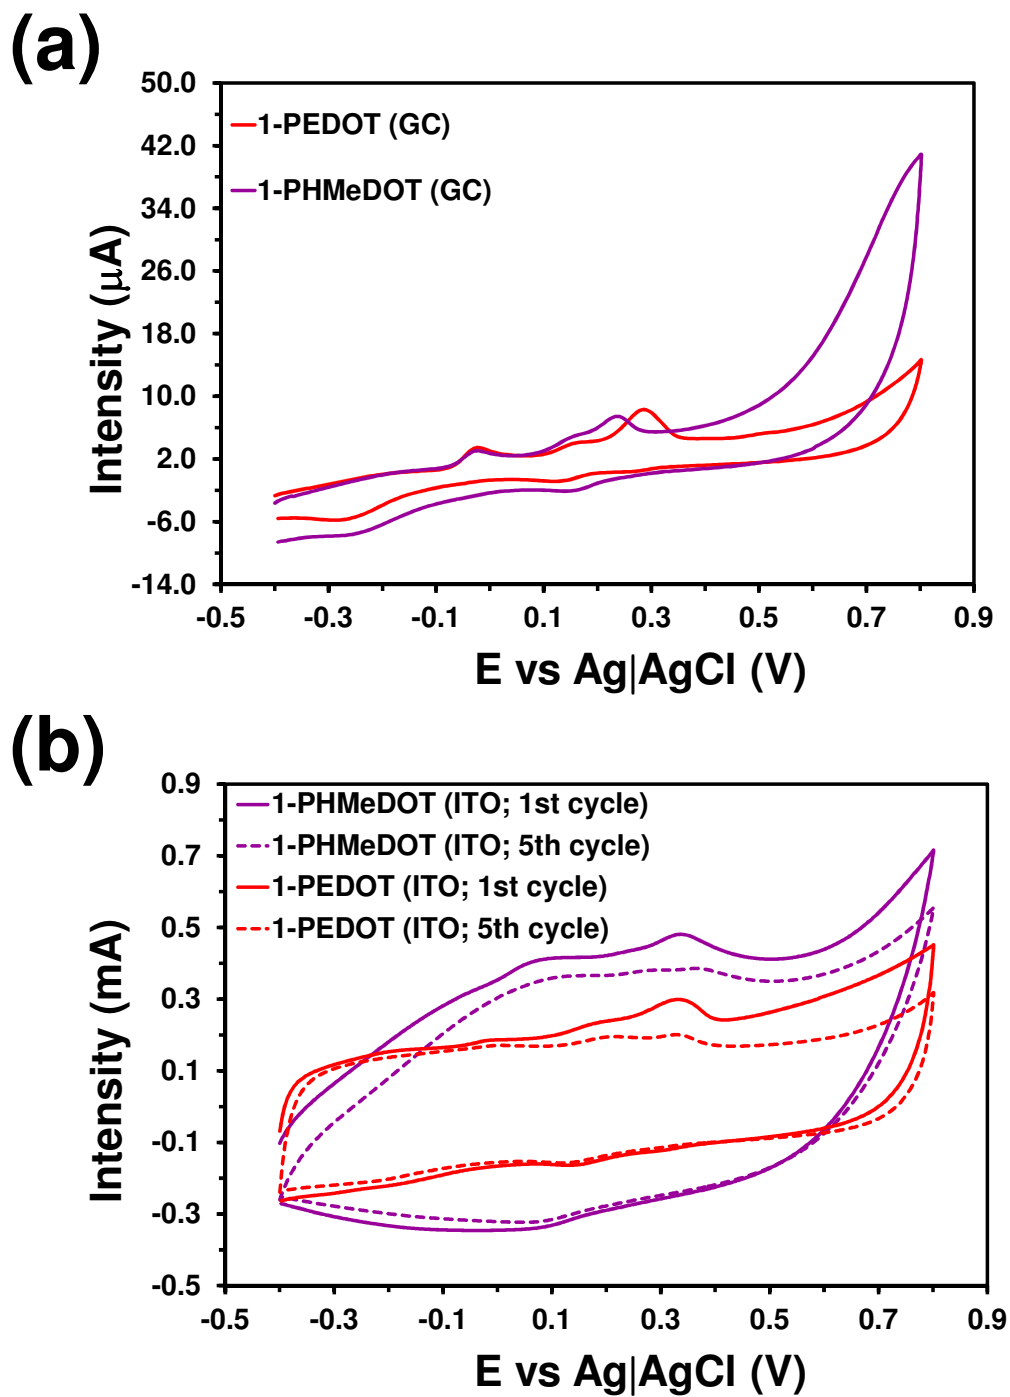 (a)
50.0
42.0
34.0
26.0
18.0
10.0
2.0
-6.0
-14.0
Intensity (μA)
1-PEDOT (GC)
1-PHMeDOT (GC)
-0.5 -0.3 -0.1 0.1 0.3 0.5 0.7 0.9
E vs Ag|AgCl (V)
(b)
0.9
0.7
0.5
0.3
0.1
-0.1
-0.3
-0.5
Intensity (mA)
1-PHMeDOT (ITO; 1st cycle)
1-PHMeDOT (ITO; 5th cycle)
1-PEDOT (ITO; 1st cycle)
1-PEDOT (ITO; 5th cycle)
-0.5 -0.3 -0.1 0.1 0.3 0.5 0.7 0.9
E vs Ag|AgCl (V)